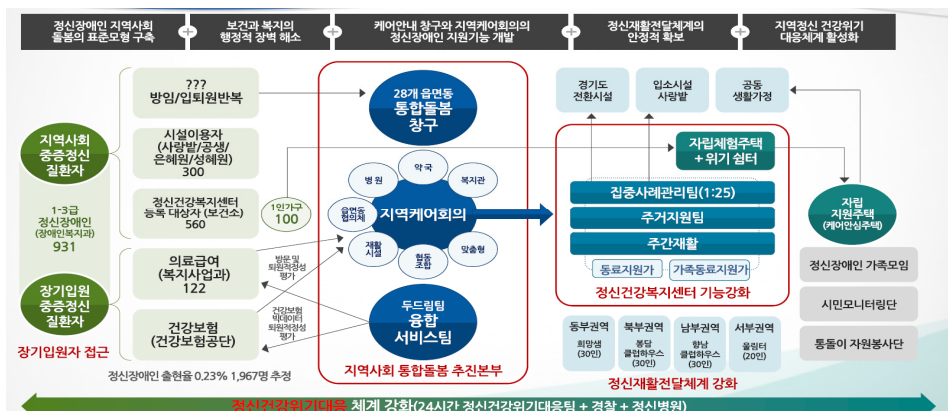 정신장애인 지역사회
돌봄의 표준모형 구축
보건과 복지의
행정적 장벽 해소
케어안내 창구와 지역케어회의의
정신장애인 지원기능 개발
정신재활전달체계의
안정적 확보
지역정신 건강위기
대응체계 활성화
???
방임/입퇴원반복
지역사회
중증정신
질환자
시설이용자
(사랑밭/공생/
은혜원/성혜원)
300
정신건강복지센터
등록 대상자 (보건소)
560
1인가구
100
1-3급
정신장애인
(장애인복지과)
931
장기입원
중증정신
질환자
장기입원자 접근
의료급여
(복지사업과)
122
건강보험
(건강보험공단)
방문 및
퇴원적정성
평가
건강보험
빅데이터
퇴원적정성
평가
정신장애인 출현율 0.23% 1,967명 추정
28개 읍면동
통합돌봄
창구
약국
병원
복지관
읍면동
협의체
지역케어회의
재활
시설
협동
조합
맞춤형
두드림팀
융합
서비스팀
지역사회 통합돌봄 추진본부
경기도
전환시설
입소시설
사랑밭
공동
생활가정
자립체험주택
+ 위기 쉼터
집중사례관리팀(1:25)
주거지원팀
주간재활
동료지원가
가족동료지원가
정신건강복지센터 기능강화
동부권역
희망샘
(30인)
북부권역
봉담
클럽하우스
(30인)
남부권역
향남
클럽하우스
(30인)
서부권역
울림터
(20인)
정신재활전달체계 강화
자립
지원주택
(케어안심주택)
정신장애인 가족모임
시민모니터링단
통돌이 자원봉사단
정신건강위기대응 체계 강화(24시간 정신건강위기대응팀 + 경찰 + 정신병원)